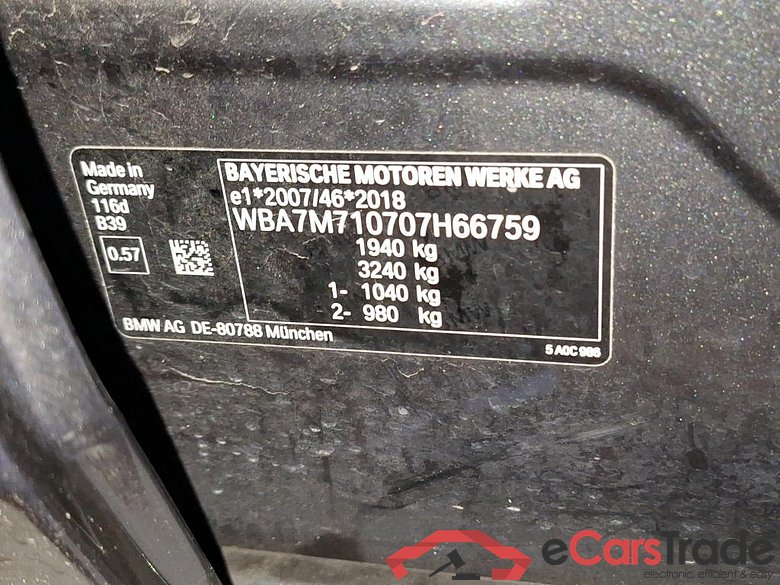 Made in
Germany
116d
B39
0.57
BAYERISCHE MOTOREN WERKE AG
e1*2007/46*2018
WBA7M710707H66759
1940 kg
3240 kg
1- 1040 kg
2- 980 kg
BMW AG DE-80788 München
5 A0C 986
eCarsTrade
electronic, efficient & easy